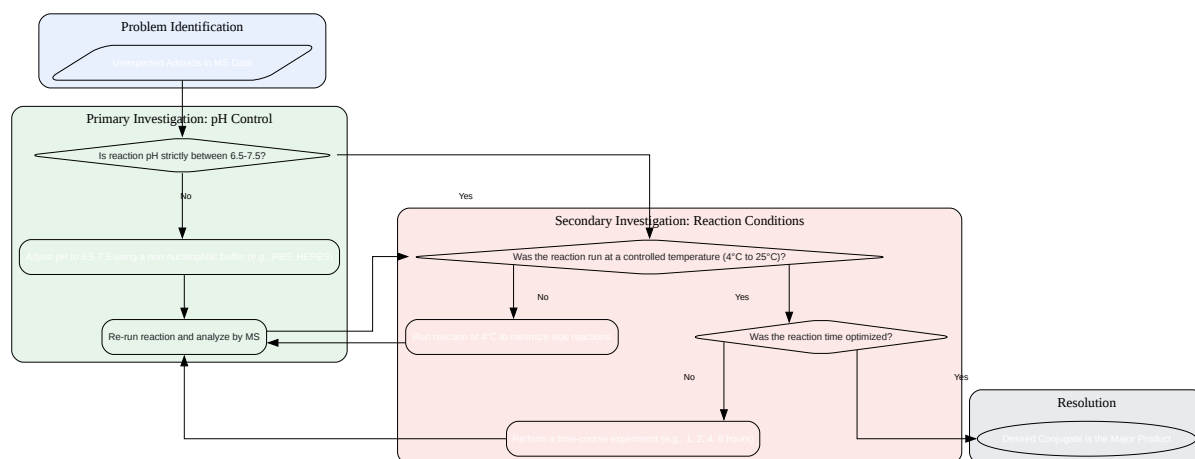 Problem Identification
Unexpected Adducts in MS Data
Primary Investigation: pH Control
Is reaction pH strictly between 6.5-7.5?
No
Yes
Adjust pH to 6.5-7.5 using a non-nucleophilic buffer (e.g., PBS, HEPES)
Re-run reaction and analyze by MS
Secondary Investigation: Reaction Conditions
Was the reaction run at a controlled temperature (4°C to 25°C)?
No
Yes
Run reaction at 4°C to minimize side reactions
Was the reaction time optimized?
No
Yes
Perform a time-course experiment (e.g., 1, 2, 4, 8 hours)
Resolution
Desired Conjugate is the Major Product